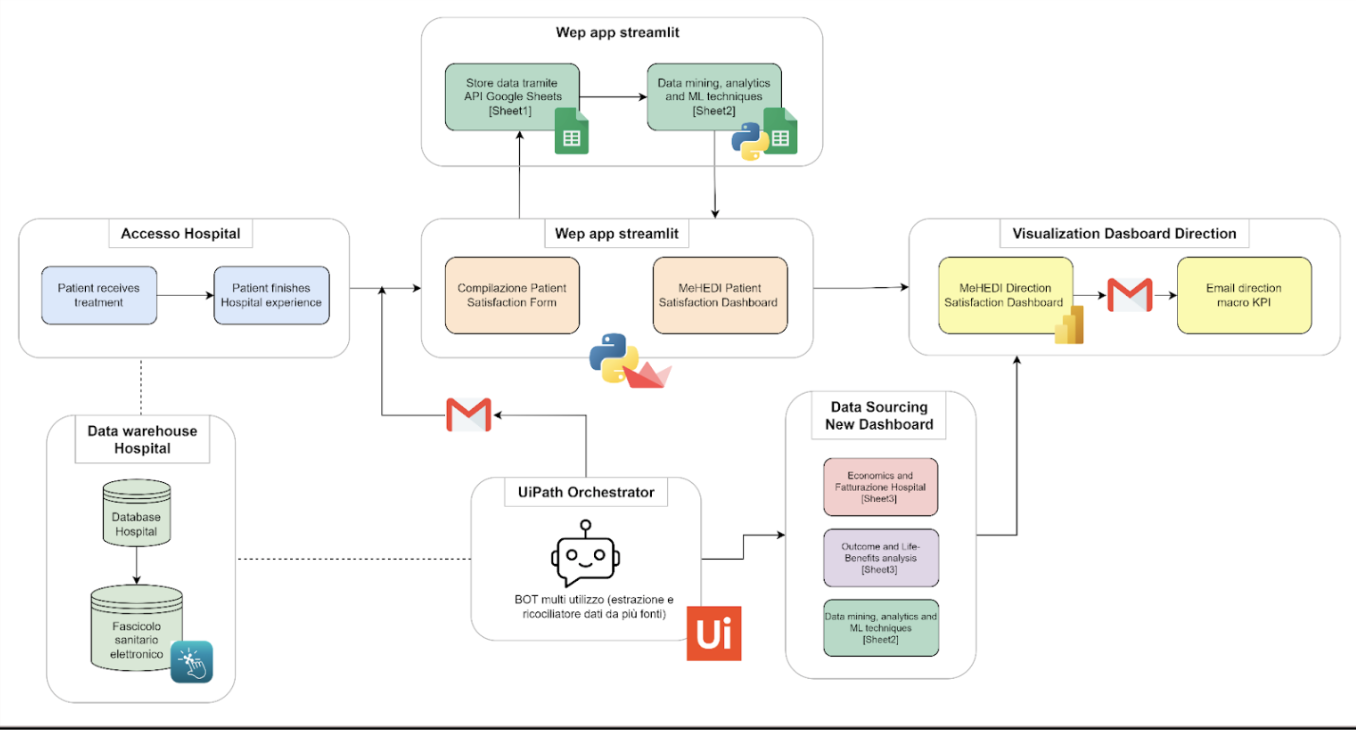 Wep app streamlit
Store data tramite
API Google Sheets
[Sheet1]
Data mining, analytics
and ML techniques
[Sheet2]
Accesso Hospital
Patient receives
treatment
Patient finishes
Hospital experience
Wep app streamlit
Compilazione Patient
Satisfaction Form
MeHEDI Patient
Satisfaction Dashboard
Visualization Dasboard Direction
MeHEDI Direction
Satisfaction Dashboard
Email direction
macro KPI
Data warehouse
Hospital
Database
Hospital
Fascicolo
sanitario
elettronico
UiPath Orchestrator
BOT multi utilizo (estrazione e
ricociliatore dati da più fonti)
Ui
Data Sourcing
New Dashboard
Economics and
Fatturazione Hospital
[Sheet3]
Outcome and Life-
Benefits analysis
[Sheet3]
Data mining, analytics and
ML techniques
[Sheet2]